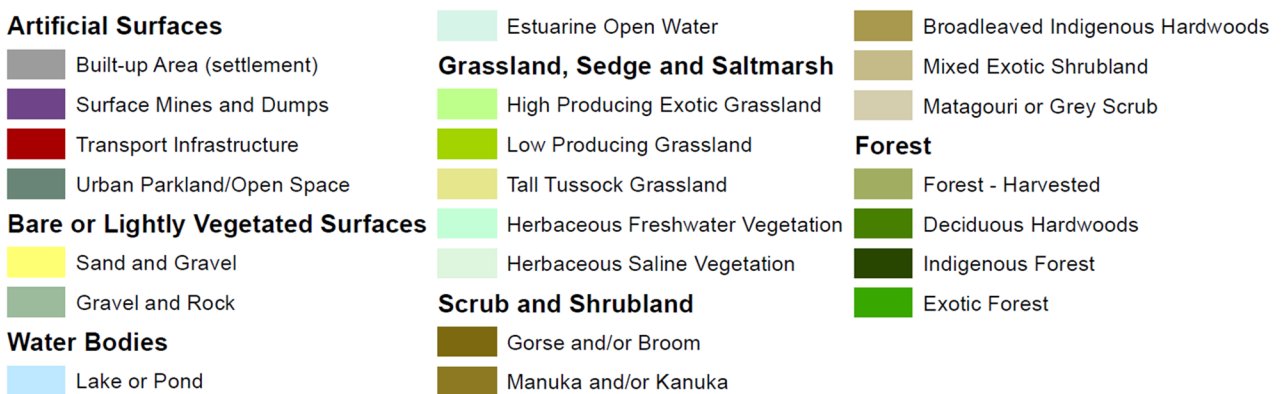 Artificial Surfaces
Built-up Area (settlement)
Surface Mines and Dumps
Transport Infrastructure
Urban Parkland/Open Space
Bare or Lightly Vegetated Surfaces
Sand and Gravel
Gravel and Rock
Water Bodies
Lake or Pond
Estuarine Open Water
Grassland, Sedge and Saltmarsh
High Producing Exotic Grassland
Low Producing Grassland
Tall Tussock Grassland
Herbaceous Freshwater Vegetation
Herbaceous Saline Vegetation
Scrub and Shrubland
Gorse and/or Broom
Manuka and/or Kanuka
Broadleaved Indigenous Hardwoods
Mixed Exotic Shrubland
Matagouri or Grey Scrub
Forest
Forest - Harvested
Deciduous Hardwoods
Indigenous Forest
Exotic Forest